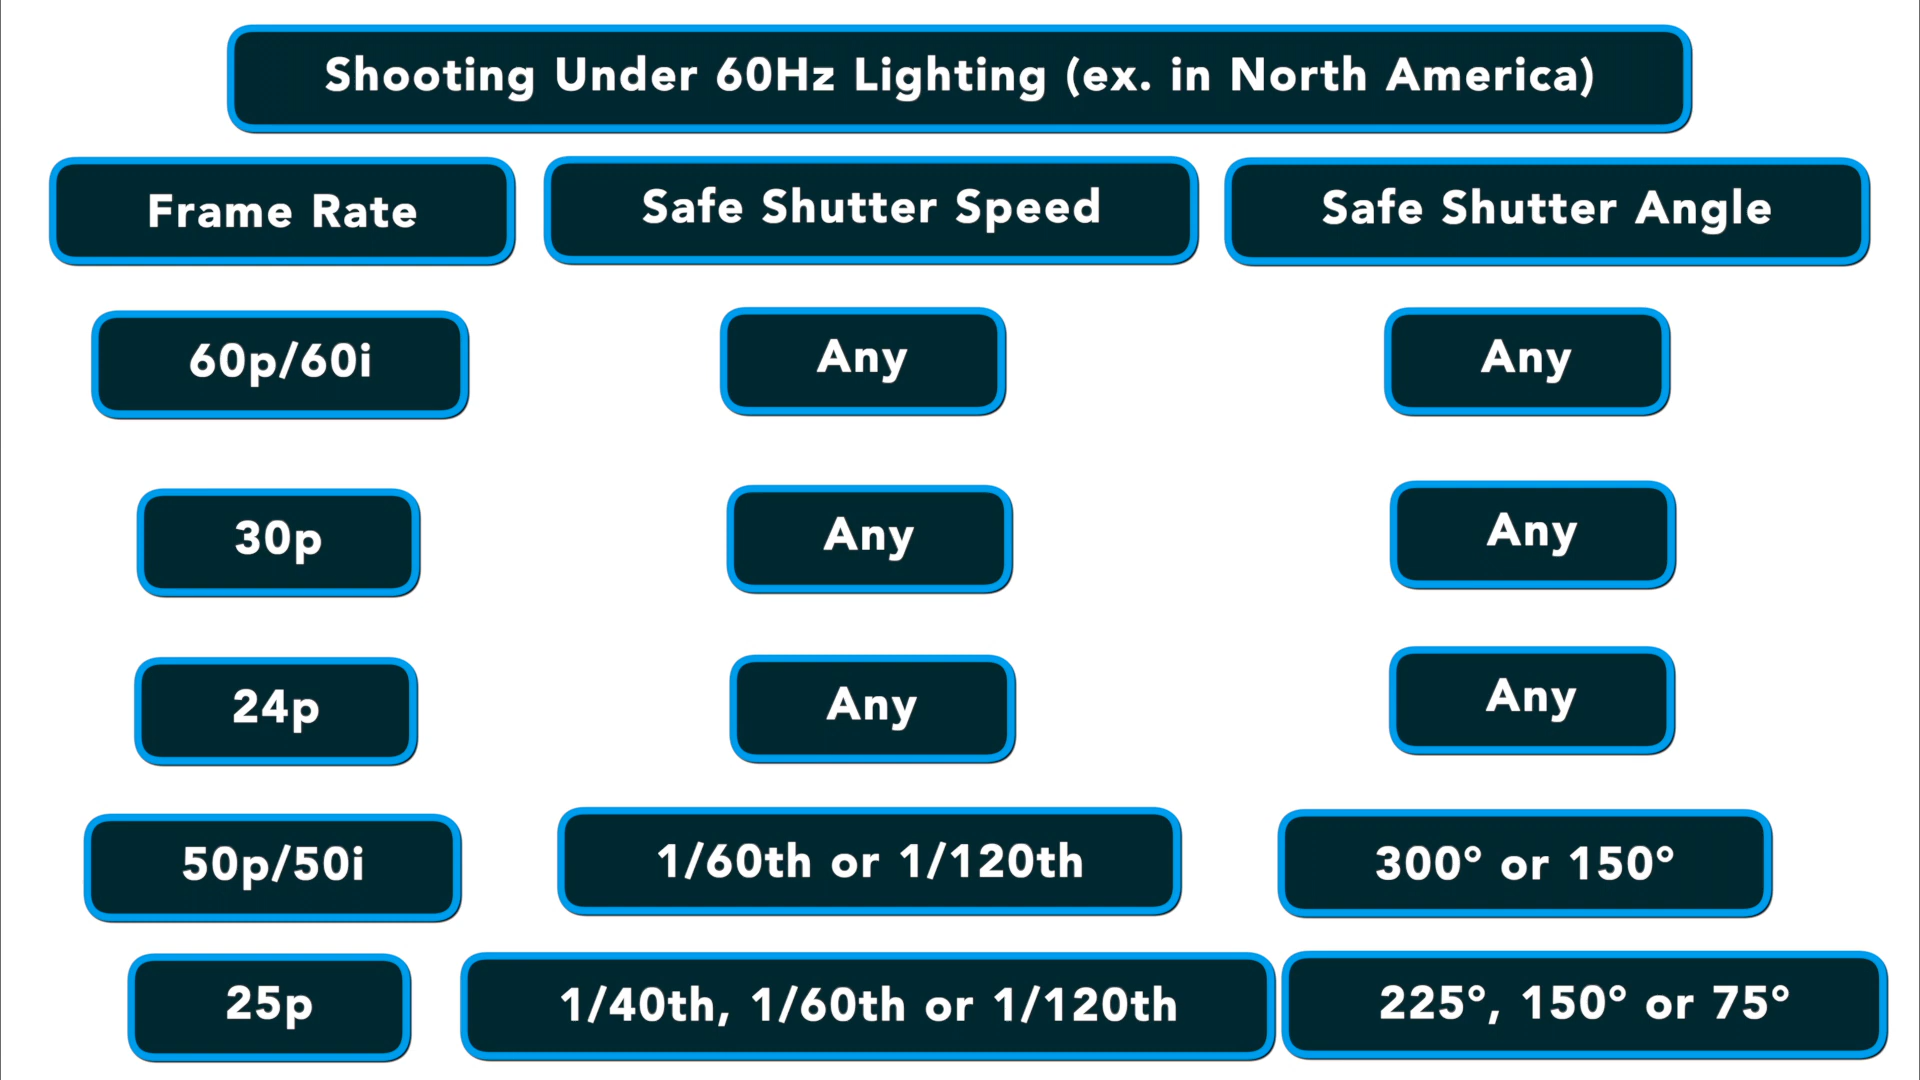 Shooting Under 60Hz Lighting (ex. in North America)
Frame Rate
Safe Shutter Speed
Safe Shutter Angle
60p/60i
Any
Any
30p
Any
Any
24p
Any
Any
50p/50i
1/60th or 1/120th
300° or 150°
25p
1/40th, 1/60th or 1/120th
225°, 150° or 75°